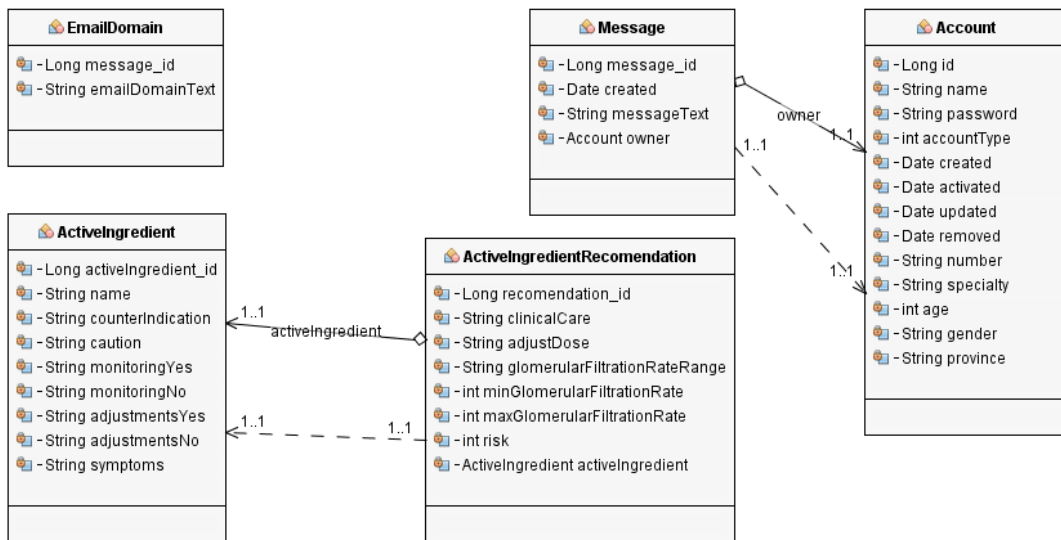 EmailDomain
-Long message_id
-String emailDomainText
Message
-Long message_id
-Date created
-String messageText
-Account owner
Account
-Long id
-String name
-String password
-int accountType
-Date created
-Date activated
-Date updated
-Date removed
-String number
-String specialty
-int age
-String gender
-String province
owner
1..1
1..1
1..1
ActiveIngredient
-Long activeIngredient_id
-String name
-String counterIndication
-String caution
-String monitoringYes
-String monitoringNo
-String adjustmentsYes
-String adjustmentsNo
-String symptoms
1..1
activeIngredient
1..1
1..1
ActiveIngredientRecomendation
-Long recomendation_id
-String clinicalCare
-String adjustDose
-String glomerularFiltrationRateRange
-int minGlomerularFiltrationRate
-int maxGlomerularFiltrationRate
-int risk
-ActiveIngredient activeIngredient